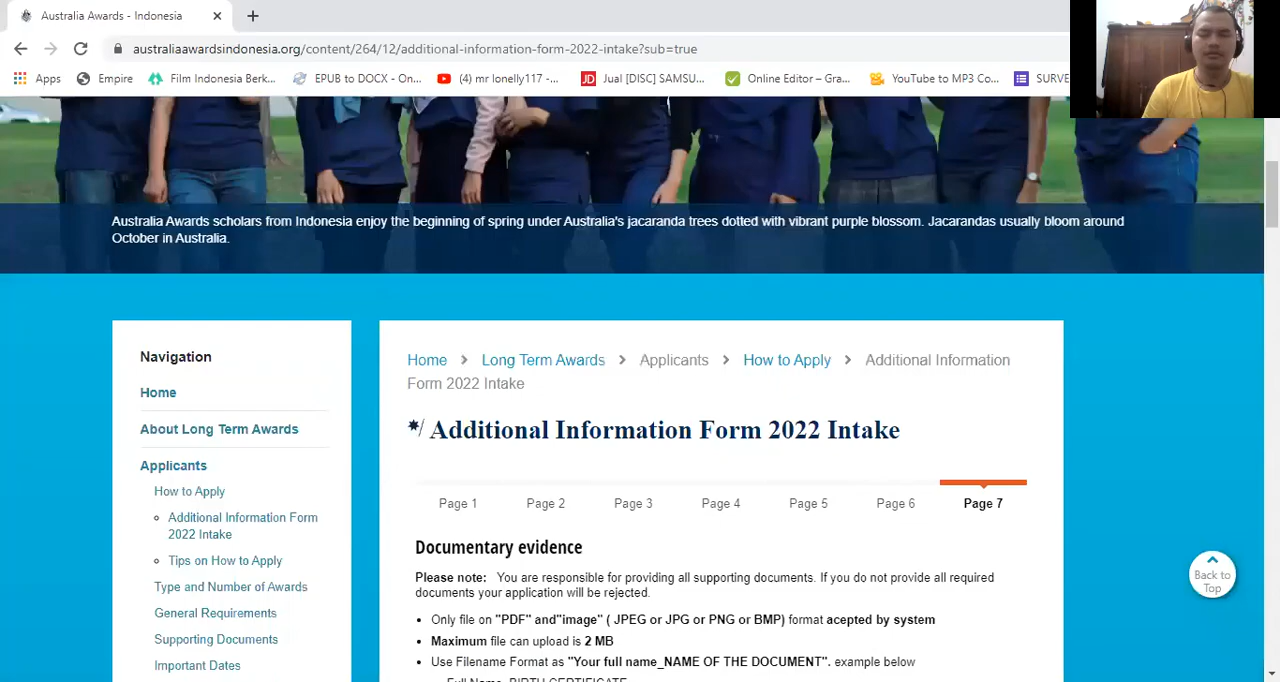 Australia Awards - Indonesia
australiaawardsindonesia.org/content/264/12/additional-information-form-2022-intake?sub=true
Apps
Empire
Film Indonesia Berk...
EPUB to DOCX - On...
(4) mr lonelly117 -...
JD
Jual [DISC] SAMSU...
Online Editor – Gra...
YouTube to MP3 Co...
SURVE
Australia Awards scholars from Indonesia enjoy the beginning of spring under Australia's jacaranda trees dotted with vibrant purple blossom. Jacarandas usually bloom around
October in Australia.
Navigation
Home
About Long Term Awards
Applicants
How to Apply
Additional Information Form
2022 Intake
Tips on How to Apply
Type and Number of Awards
General Requirements
Supporting Documents
Important Dates
Home > Long Term Awards > Applicants > How to Apply > Additional Information
Form 2022 Intake
*/ Additional Information Form 2022 Intake
Page 1 Page 2 Page 3 Page 4 Page 5 Page 6 Page 7
Documentary evidence
Please note: You are responsible for providing all supporting documents. If you do not provide all required
documents your application will be rejected.
• Only file on "PDF" and"image" ( JPEG or JPG or PNG or BMP) format acepted by system
• Maximum file can upload is 2 MB
• Use Filename Format as "Your full name_NAME OF THE DOCUMENT". example below
Full Name_BIRTH CERTIFICATE
Back to
Top